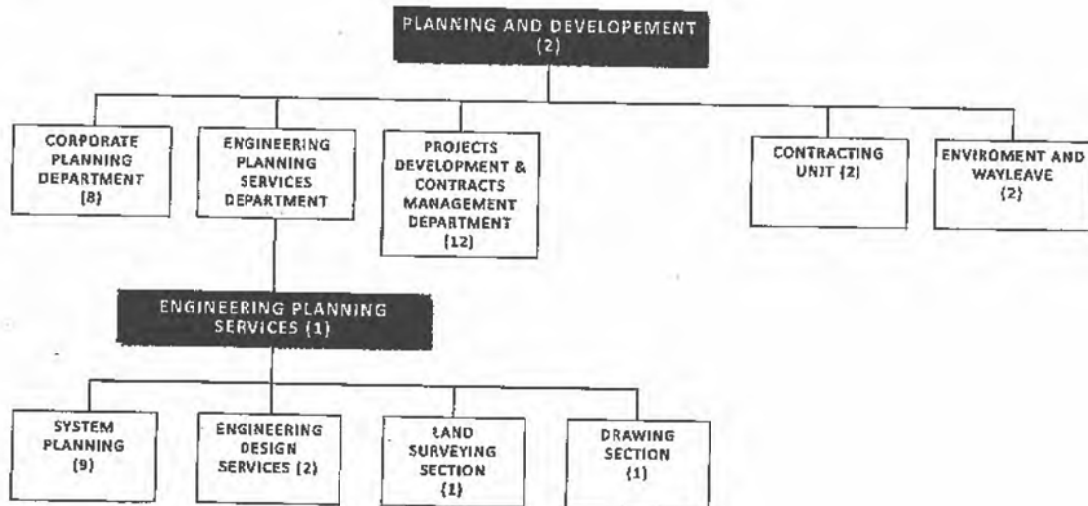 PLANNING AND DEVELOPEMENT
(2)
CORPORATE
PLANNING
DEPARTMENT
(8)
ENGINEERING
PLANNING
SERVICES
DEPARTMENT
PROJECTS
DEVELOPMENT &
CONTRACTS
MANAGEMENT
DEPARTMENT
(12)
CONTRACTING
UNIT (2)
ENVIROMENT AND
WAYLEAVE
(2)
ENGINEERING PLANNING
SERVICES (1)
SYSTEM
PLANNING
(9)
ENGINEERING
DESIGN
SERVICES (2)
LAND
SURVEYING
SECTION
(1)
DRAWING
SECTION
(1)